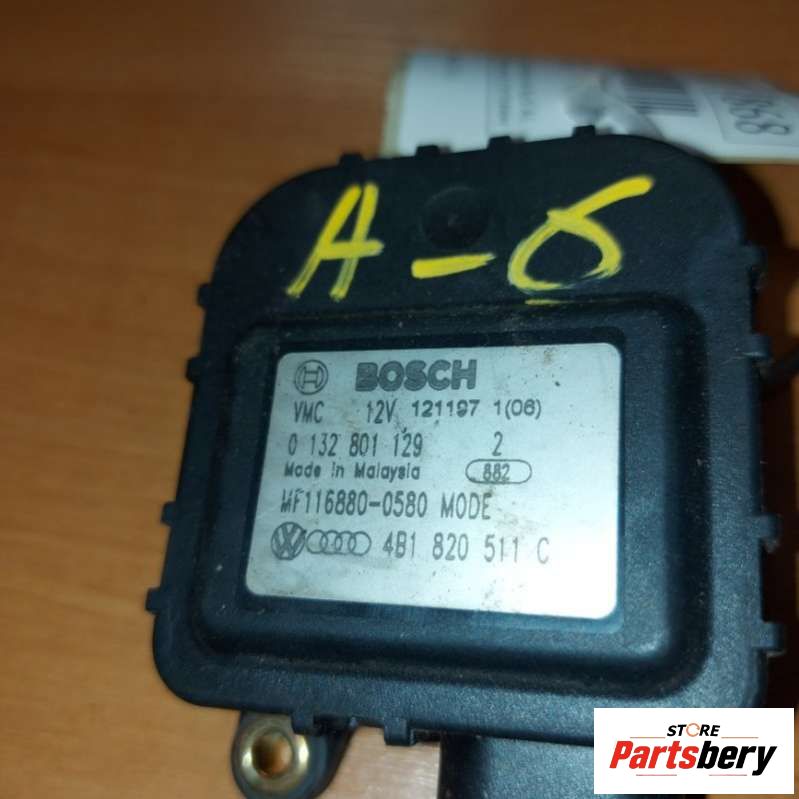 868
A-6
BOSCH
VMC 12V 121197 1(06)
0 132 801 129 2
Made in Malaysia 882
MF116880-0580 MODE
4B1 820 511 C
STORE
Partsbery